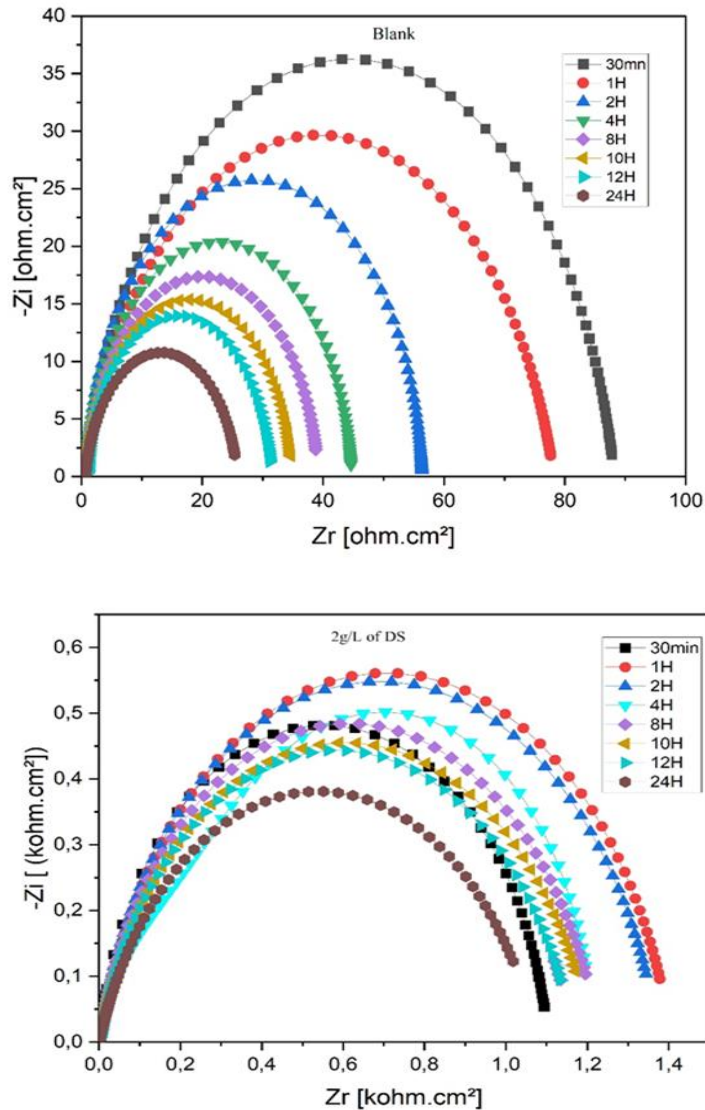 Blank
40
35
30
25
20
15
10
5
0
-Zi [ohm.cm²]
30mn
1H
2H
4H
8H
10H
12H
24H
0 20 40 60 80 100
Zr [ohm.cm²]
2g/L of DS
0,6
0,5
0,4
0,3
0,2
0,1
0,0
-Zi [ (kohm.cm²])
30min
1H
2H
4H
8H
10H
12H
24H
0,0 0,2 0,4 0,6 0,8 1,0 1,2 1,4
Zr [kohm.cm²]